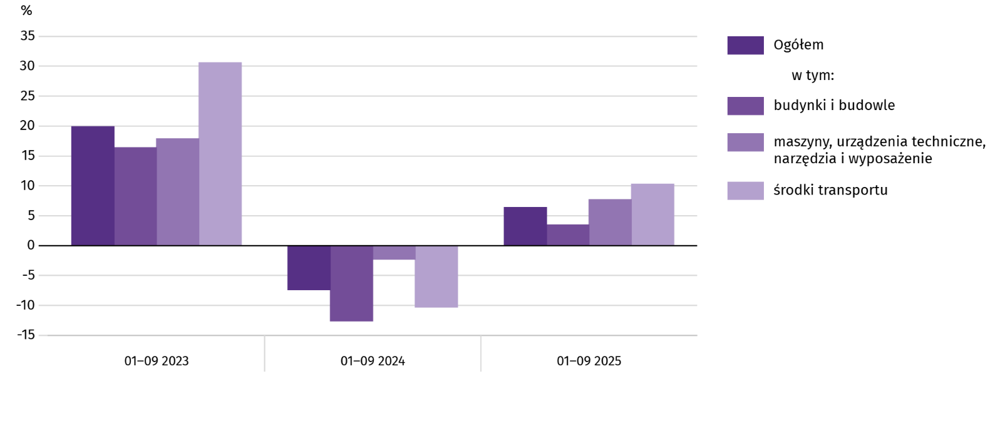 %
35
30
25
20
15
10
5
0
-5
-10
-15
01–09 2023
01–09 2024
01–09 2025
Ogółem
w tym:
budynki i budowle
maszyny, urządzenia techniczne,
narzędzia i wyposażenie
środki transportu